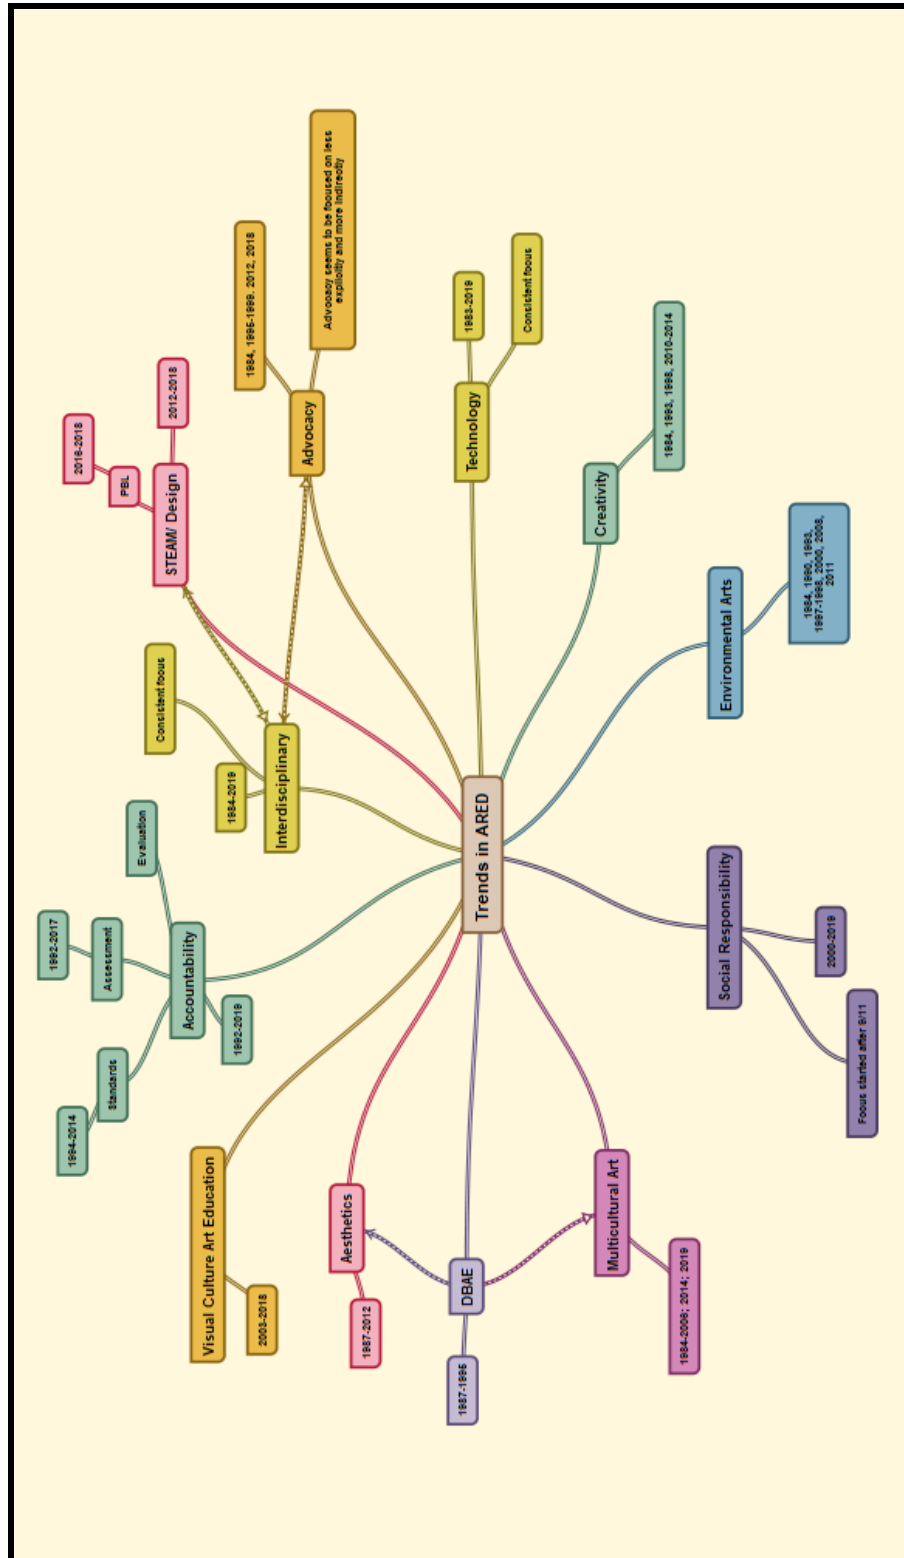 Trends in ARED
STEAM/ Design
PBL
2016-2018
2012-2018
Advocacy
1984, 1995-1999. 2012, 2018
Advocacy seems to be focused on less
explicitly and more indirectly
Technology
1983-2019
Consistent focus
Creativity
1984, 1993, 1998, 2010-2014
Environmental Arts
1984, 1990, 1993,
1997-1998, 2000, 2008,
2011
Social Responsibility
2000-2019
Focus started after 9/11
Multicultural Art
1984-2006; 2014; 2019
DBAE
1987-1995
Aesthetics
1987-2012
Visual Culture Art Education
2003-2018
Accountability
1992-2019
Standards
1994-2014
Assessment
1992-2017
Evaluation
Interdisciplinary
1984-2019
Consistent focus